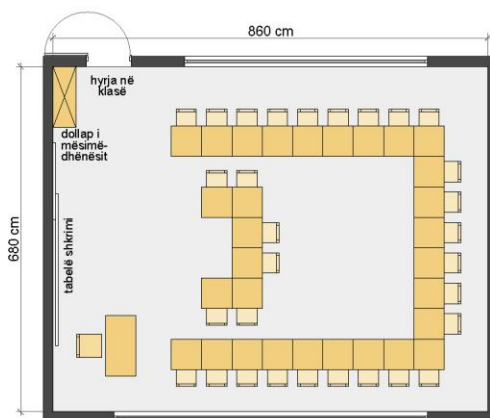 860 cm
hyrja në
klasë
dollap i
mësimë-
dhënësit
680 cm
tabelë shkrimi